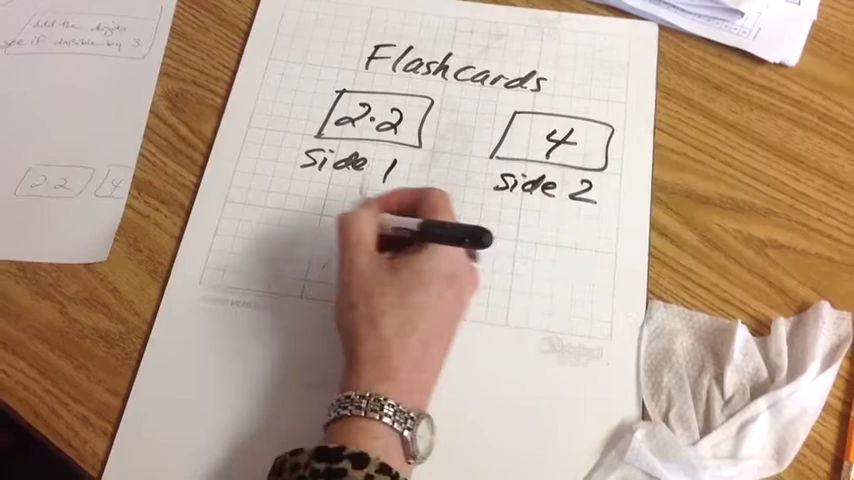 add the digits
see if divisible by 3
2·2 4
Flashcards
2·2 4
Side 1 Side 2